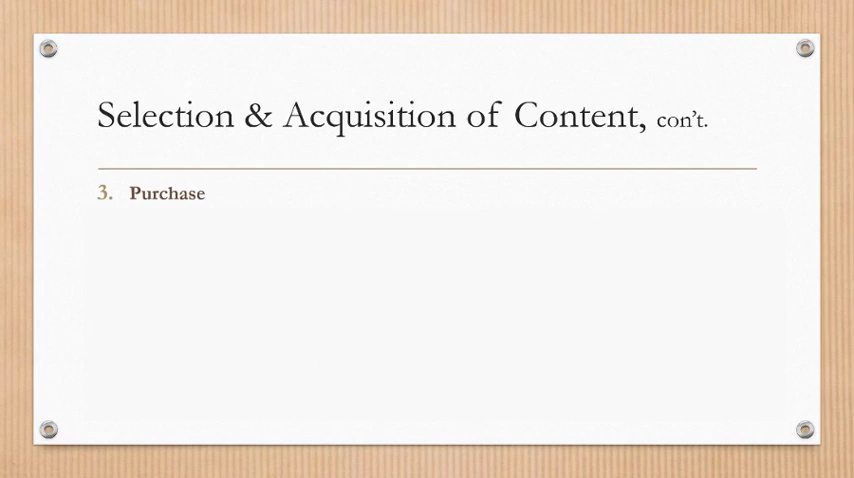 Selection & Acquisition of Content, con’t.
3. Purchase